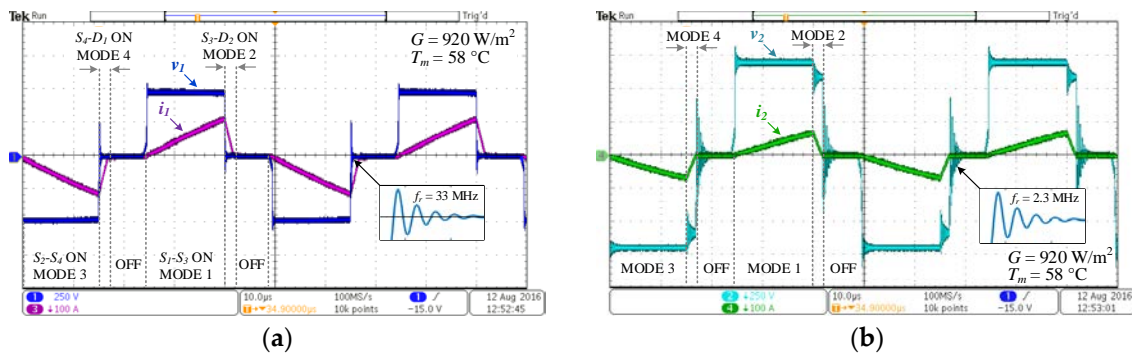 Tek Run Trig'd
S4-D1 ON
MODE 4
S3-D2 ON
MODE 2
G = 920 W/m²
Tm = 58 °C
v1
i1
fr = 33 MHz
S2-S4 ON
MODE 3
OFF
S1-S3 ON
MODE 1
OFF
1 250 V
3 ↓100 A
10.0μs
T→▼34.90000μs
100MS/s
10k points
1 ∕
-15.0 V
12 Aug 2016
12:52:45
(a)
Tek Run Trig'd
MODE 4
MODE 2
v2
i2
fr = 2.3 MHz
MODE 3 OFF MODE 1 OFF
G = 920 W/m²
Tm = 58 °C
2 ↓250 V
4 ↓100 A
10.0μs
T→▼34.90000μs
100MS/s
10k points
1 ∕
-15.0 V
12 Aug 2016
12:53:01
(b)